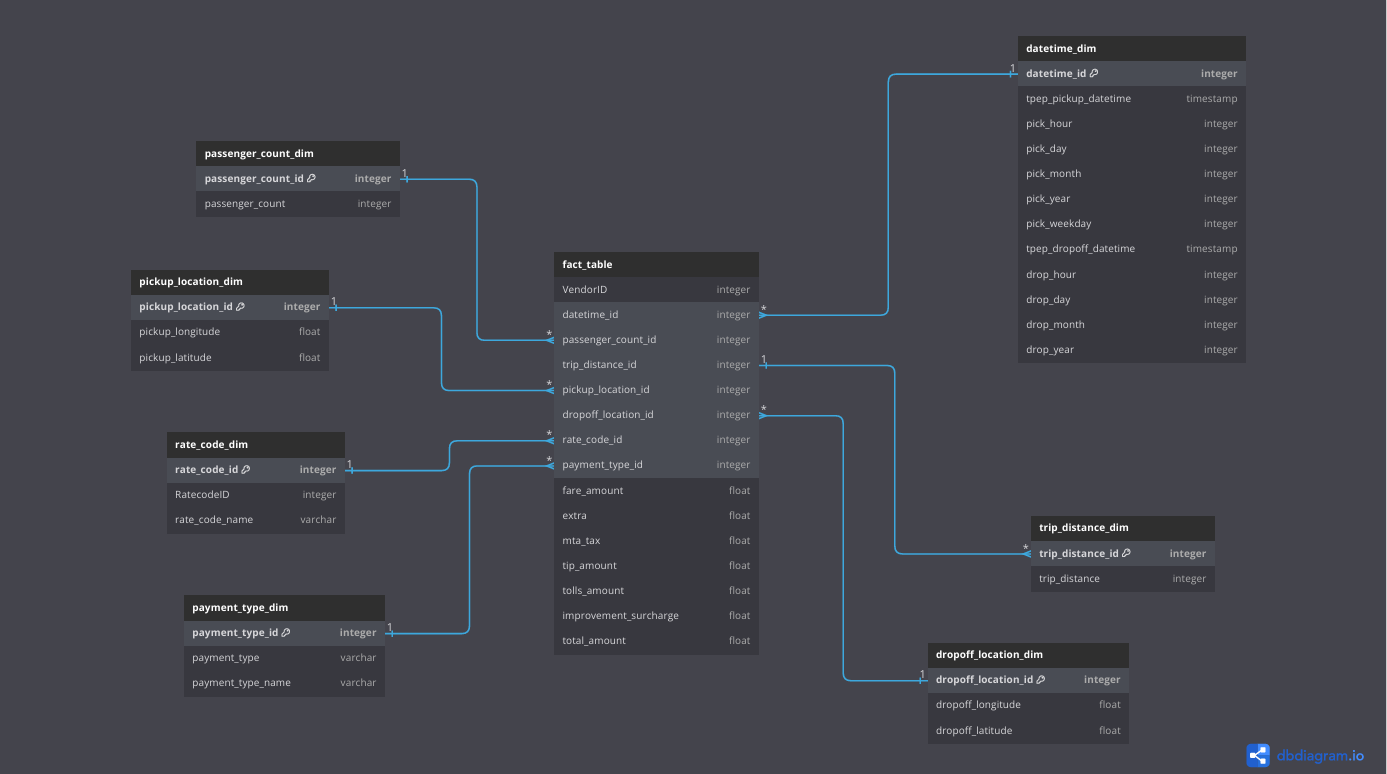 datetime_dim
datetime_id integer
tpep_pickup_datetime timestamp
pick_hour integer
pick_day integer
pick_month integer
pick_year integer
pick_weekday integer
tpep_dropoff_datetime timestamp
drop_hour integer
drop_day integer
drop_month integer
drop_year integer
1
passenger_count_dim
passenger_count_id integer
passenger_count integer
1
pickup_location_dim
pickup_location_id integer
pickup_longitude float
pickup_latitude float
1
fact_table
VendorID integer
datetime_id integer
passenger_count_id integer
trip_distance_id integer
pickup_location_id integer
dropoff_location_id integer
rate_code_id integer
payment_type_id integer
fare_amount float
extra float
mta_tax float
tip_amount float
tolls_amount float
improvement_surcharge float
total_amount float
*
*
*
*
*
1
*
rate_code_dim
rate_code_id integer
RatecodeID integer
rate_code_name varchar
1
trip_distance_dim
trip_distance_id integer
trip_distance integer
*
payment_type_dim
payment_type_id integer
payment_type varchar
payment_type_name varchar
1
dropoff_location_dim
dropoff_location_id integer
dropoff_longitude float
dropoff_latitude float
1
dbdiagram.io